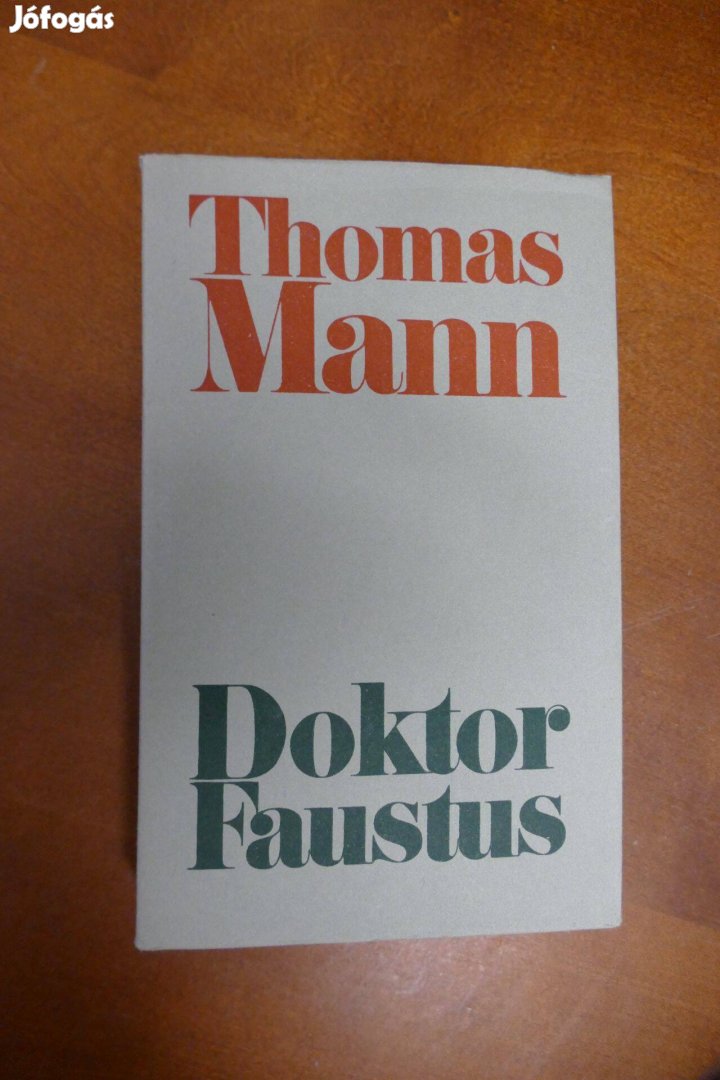 Jófogás
Thomas
Mann
Doktor
Faustus